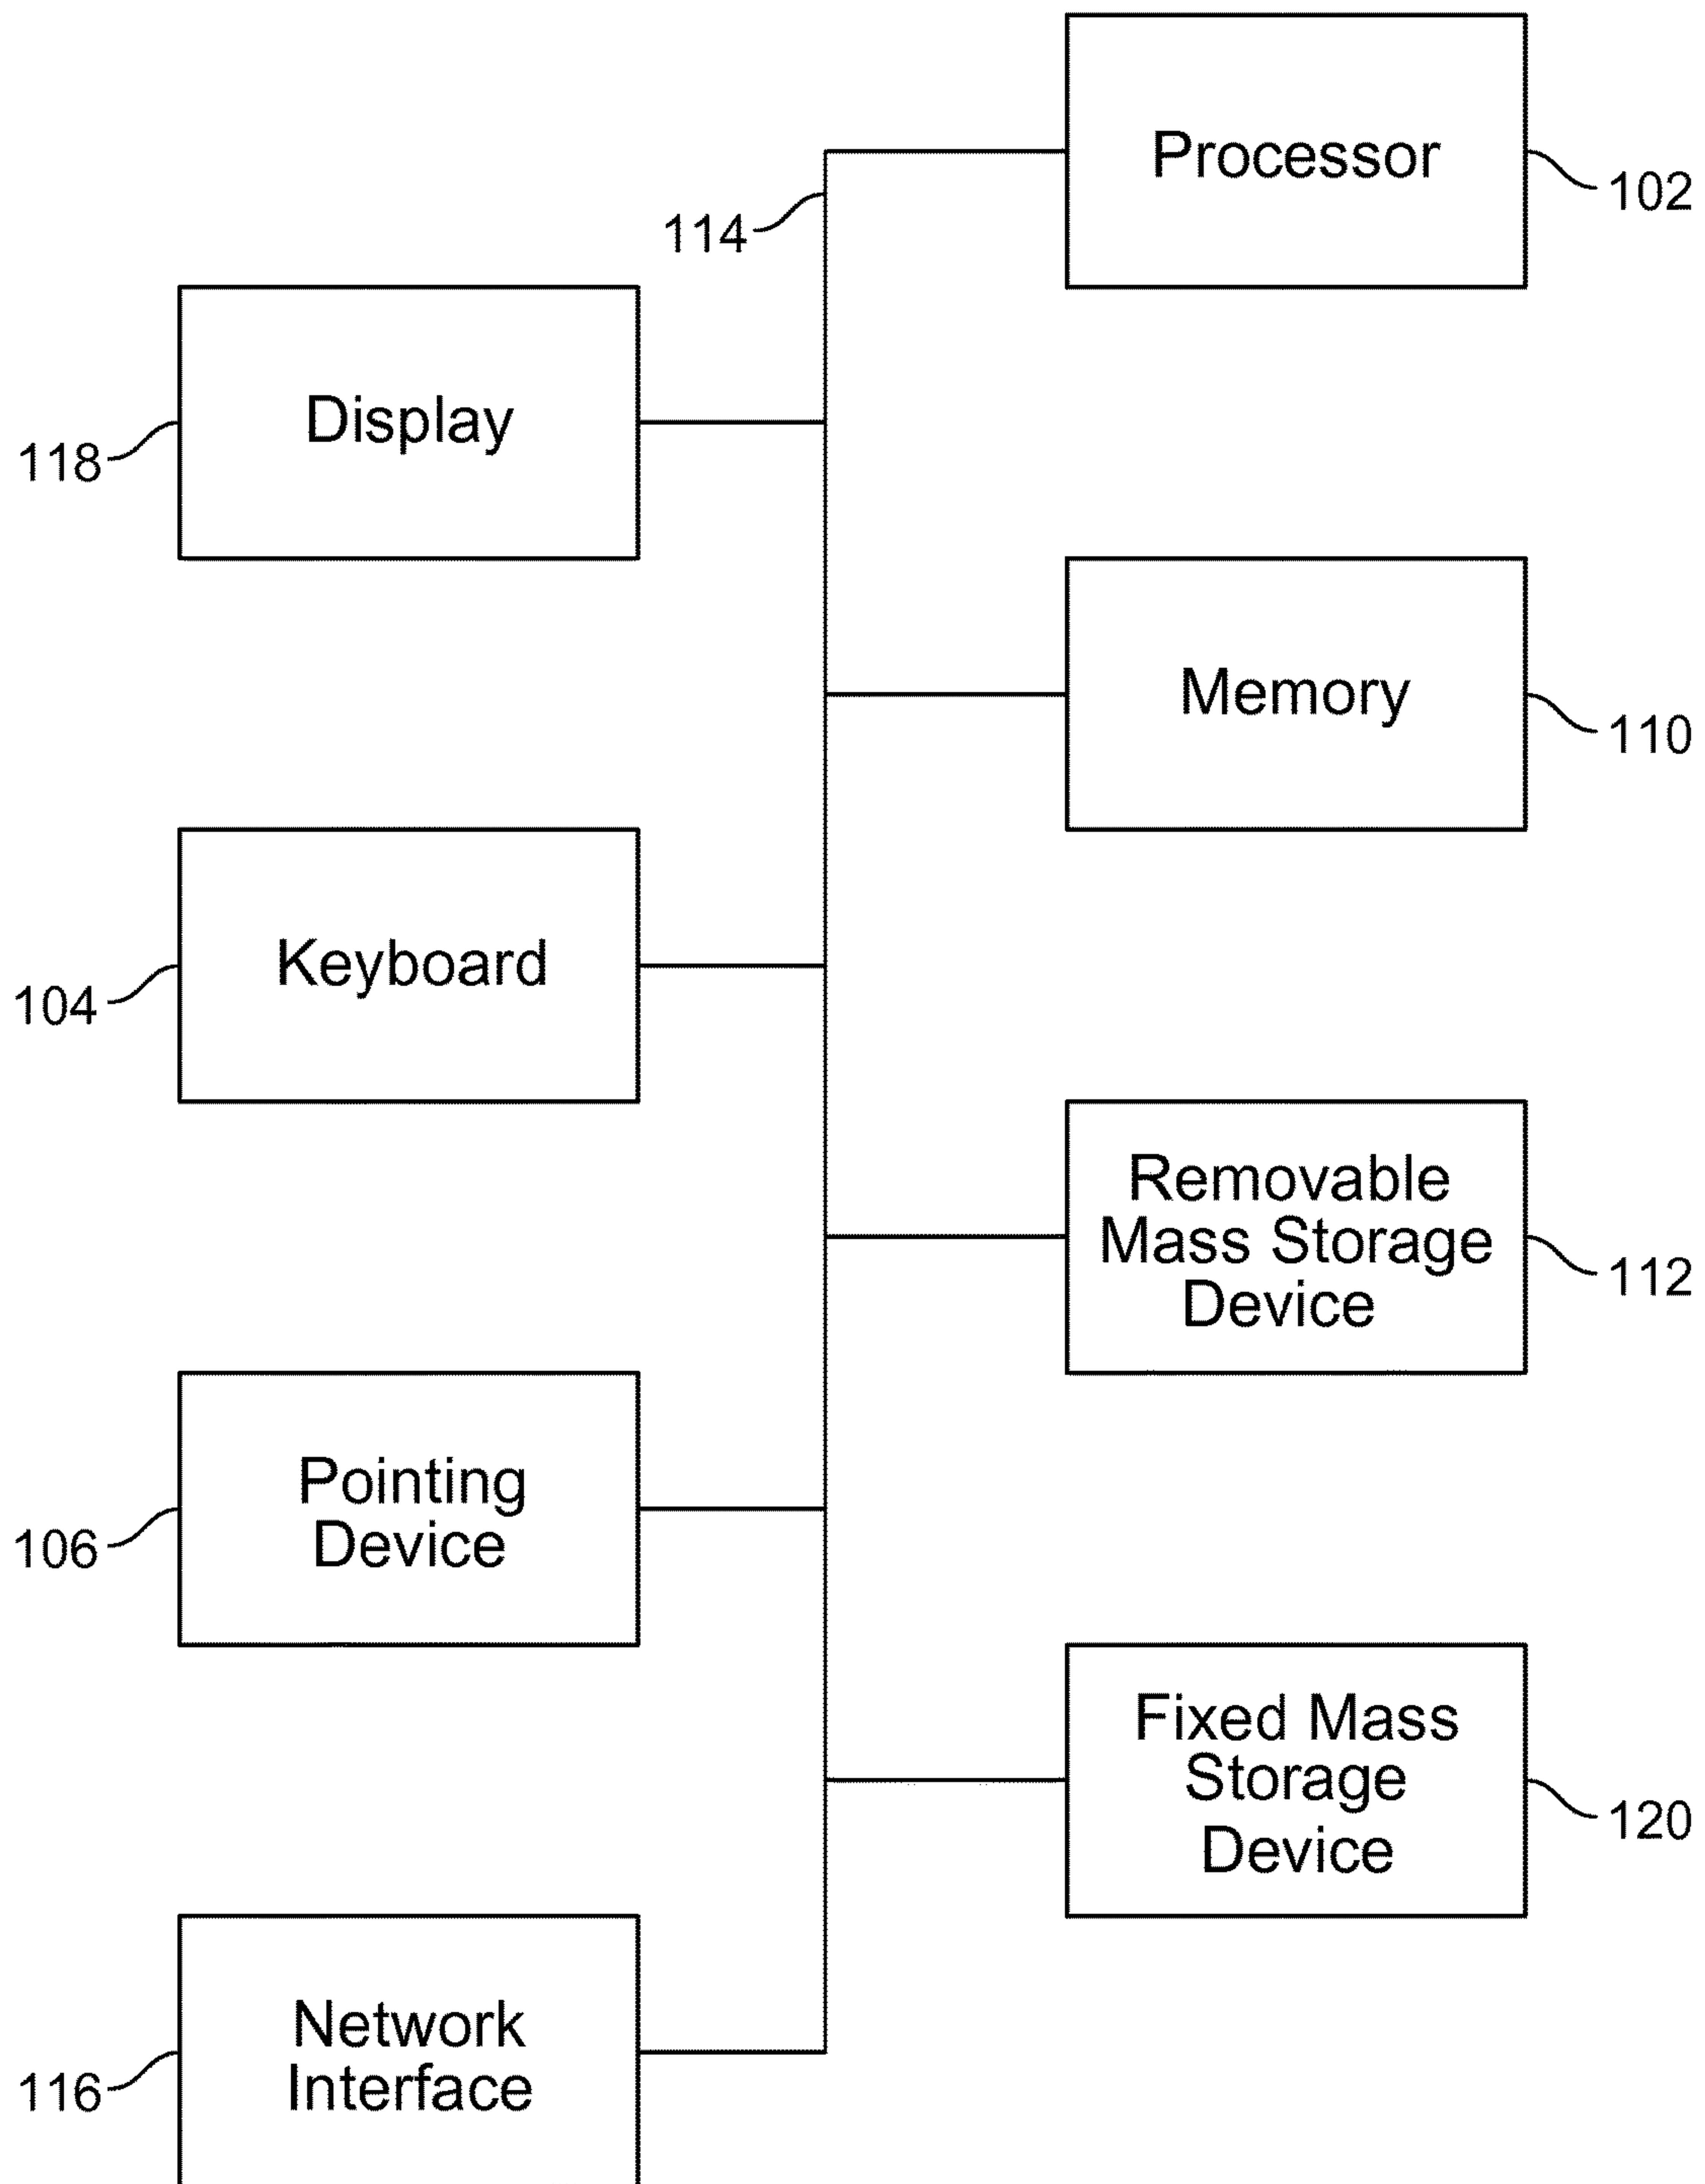 Processor
102
114
Display
118
Memory
110
Keyboard
104
Removable
Mass Storage
Device
112
Pointing
Device
106
Fixed Mass
Storage
Device
120
Network
Interface
116